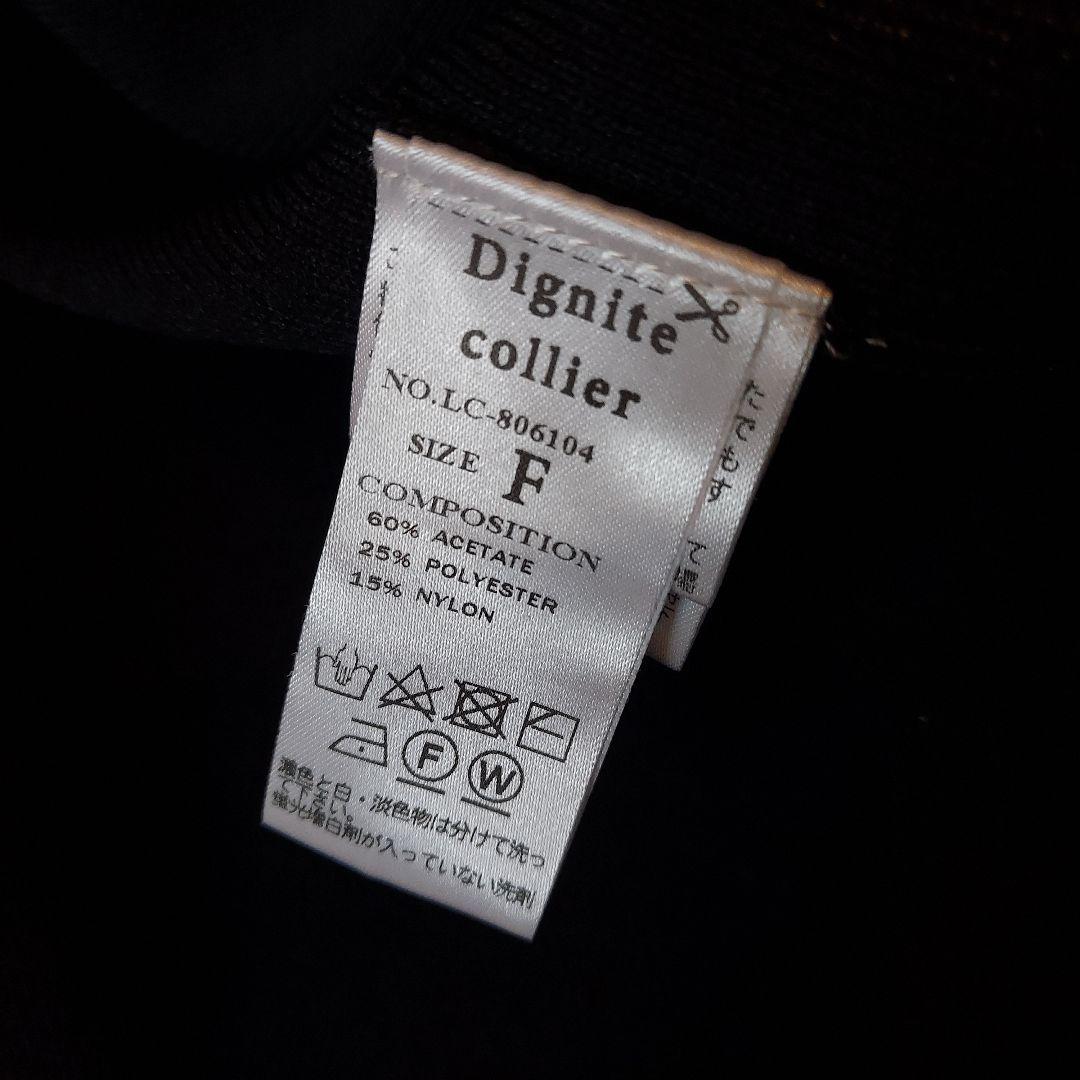 Dignite
collier
NO.LC-806104
SIZE F
COMPOSITION
60% ACETATE
25% POLYESTER
15% NYLON
F W
濃色と白・淡色物は分けて洗っ
て下さい。
蛍光増白剤が入っていない洗剤